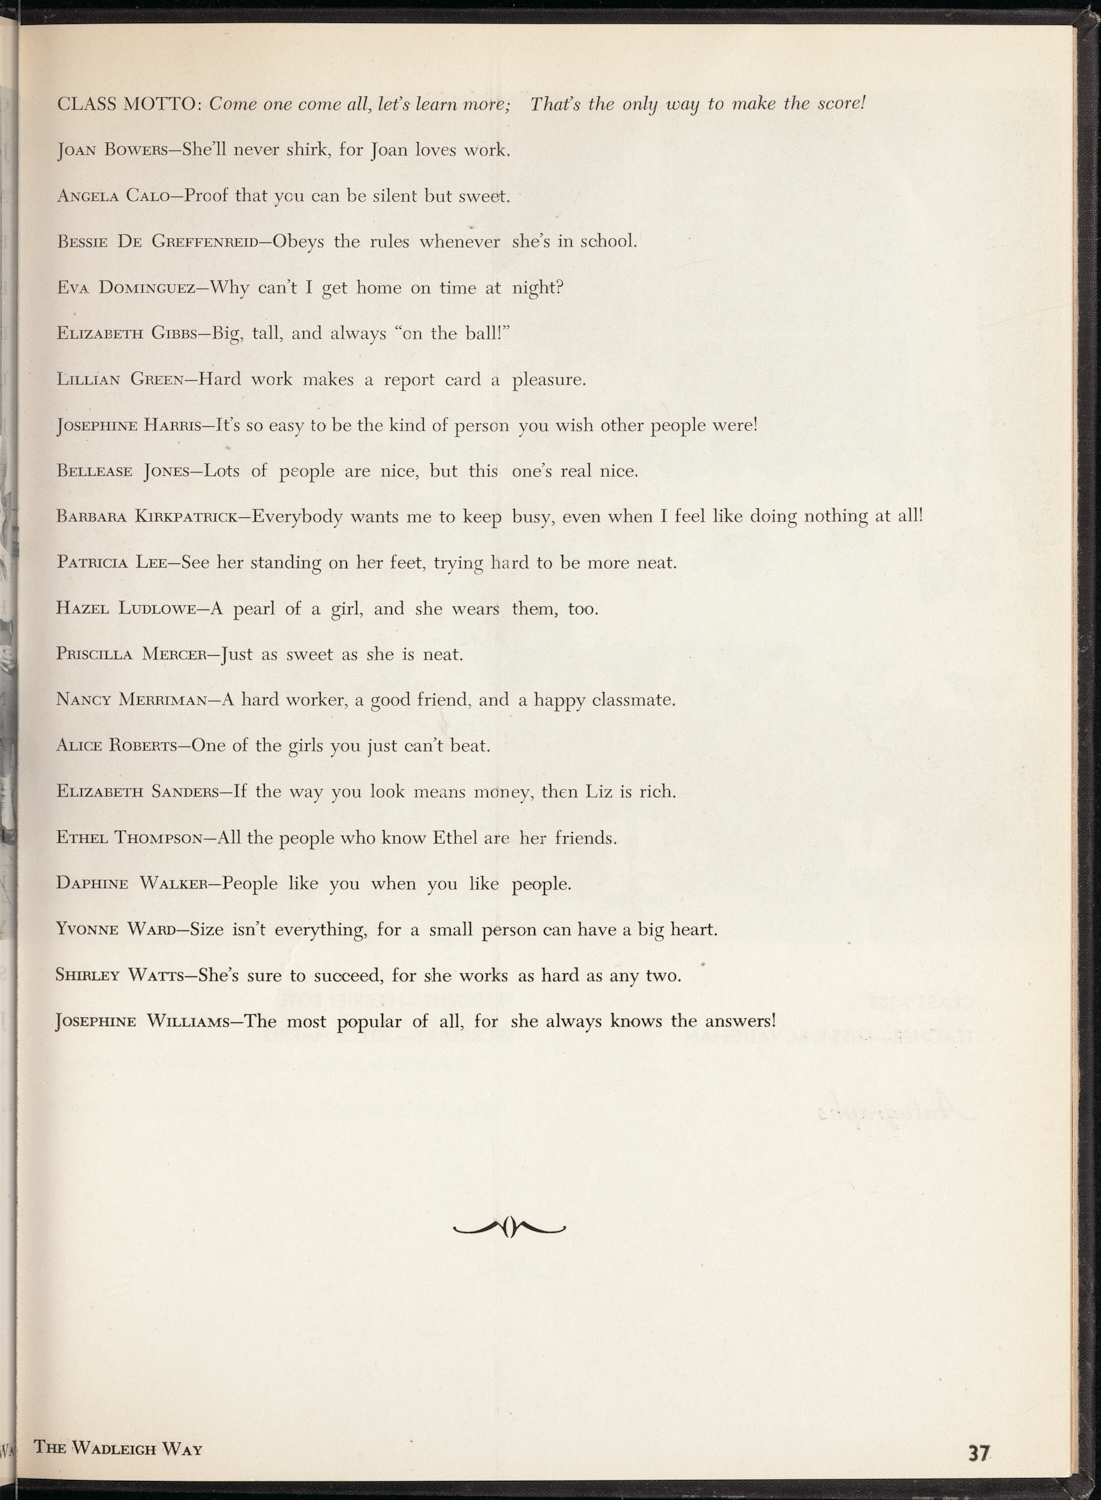 CLASS MOTTO: Come one come all, let's learn more; That's the only way to make the score!
JOAN BOWERS—She'll never shirk, for Joan loves work.
ANGELA CALO—Proof that you can be silent but sweet.
BESSIE DE GREFFENREID—Obeys the rules whenever she's in school.
EVA DOMINGUEZ—Why can't I get home on time at night?
ELIZABETH GIBBS—Big, tall, and always "on the ball!"
LILLIAN GREEN—Hard work makes a report card a pleasure.
JOSEPHINE HARRIS—It's so easy to be the kind of person you wish other people were!
BELLEASE JONES—Lots of people are nice, but this one's real nice.
BARBARA KIRKPATRICK—Everybody wants me to keep busy, even when I feel like doing nothing at all!
PATRICIA LEE—See her standing on her feet, trying hard to be more neat.
HAZEL LUDLOWE—A pearl of a girl, and she wears them, too.
PRISCILLA MERCER—Just as sweet as she is neat.
NANCY MERRIMAN—A hard worker, a good friend, and a happy classmate.
ALICE ROBERTS—One of the girls you just can't beat.
ELIZABETH SANDERS—If the way you look means money, then Liz is rich.
ETHEL THOMPSON—All the people who know Ethel are her friends.
DAPHINE WALKER—People like you when you like people.
YVONNE WARD—Size isn't everything, for a small person can have a big heart.
SHIRLEY WATTS—She's sure to succeed, for she works as hard as any two.
JOSEPHINE WILLIAMS—The most popular of all, for she always knows the answers!
THE WADLEIGH WAY
37